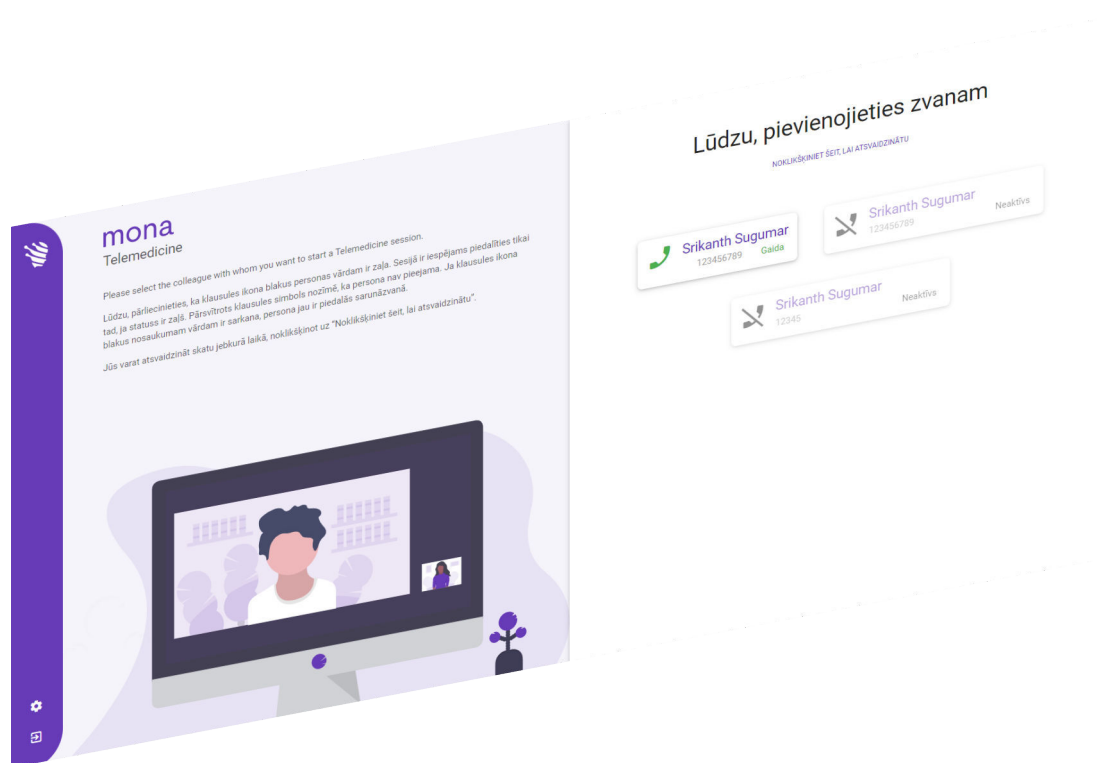 mona
Telemedicine
Please select the colleague with whom you want to start a Telemedicine session.
Lūdzu, pārliecinieties, ka klausules ikona blakus personas vārdam ir zaļa. Sesijā ir iespējams piedalīties tikai
tad, ja statuss ir zaļš. Pārsvītrots klausules simbols nozīmē, ka persona nav pieejama. Ja klausules ikona
blakus nosaukumam vārdam ir sarkana, persona jau ir piedalās sarunāzvanā.
Jūs varat atsvaidzināt skatu jebkurā laikā, noklikšķinot uz "Noklikšķiniet šeit, lai atsvaidzinātu".
Lūdzu, pievienojieties zvanam
NOKLIKŠĶINIET ŠEIT, LAI ATSVAIDZINĀTU
Srikanth Sugumar
123456789 Gaida
Srikanth Sugumar
123456789 Neaktīvs
Srikanth Sugumar
12345 Neaktīvs